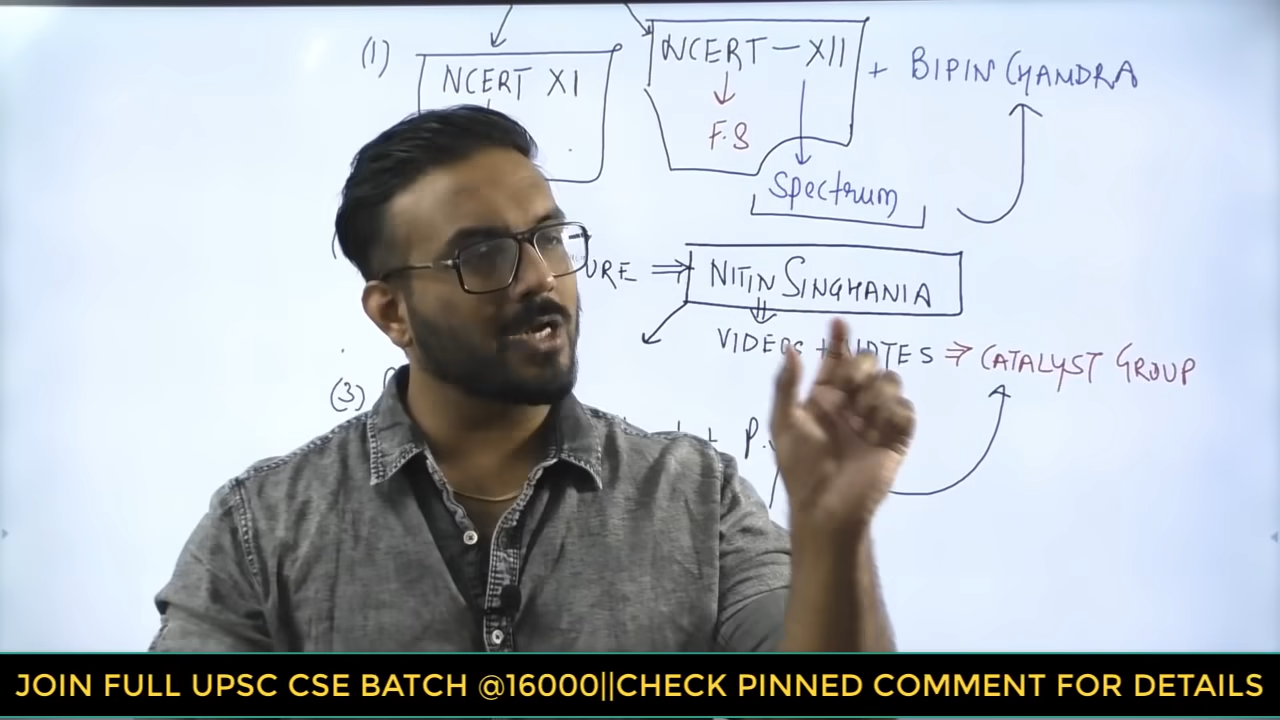 (1) NCERT XI NCERT - XII + BIPIN CHANDRA
F.S
Spectrum
URE ⇒ NITIN SINGHANIA
VIDEOS + NOTES ⇒ CATALYST GROUP
(3)
+ P.
JOIN FULL UPSC CSE BATCH @16000||CHECK PINNED COMMENT FOR DETAILS